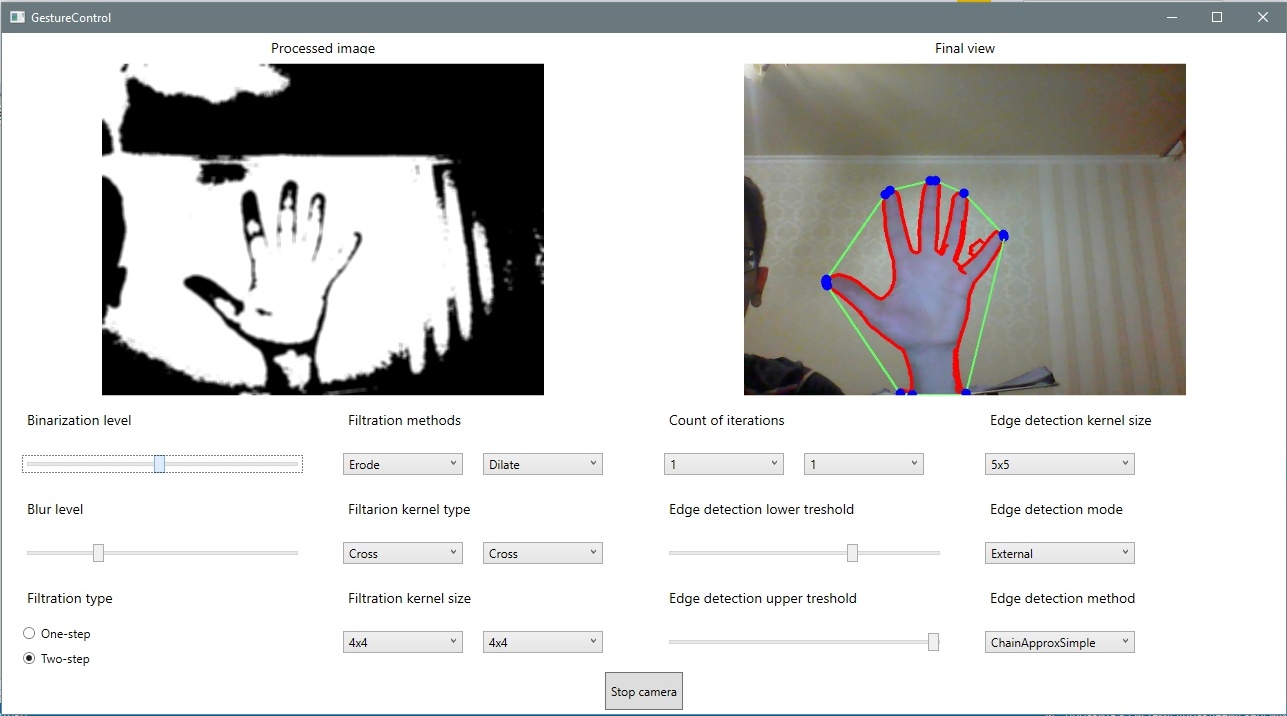 GestureControl
Processed image
Final view
Binarization level
Filtration methods
Count of iterations
Edge detection kernel size
Erode
Dilate
1
1
5x5
Blur level
Filtarion kernel type
Edge detection lower treshold
Edge detection mode
Cross
Cross
External
Filtration type
Filtration kernel size
Edge detection upper treshold
Edge detection method
One-step
4x4
4x4
ChainApproxSimple
Two-step
Stop camera